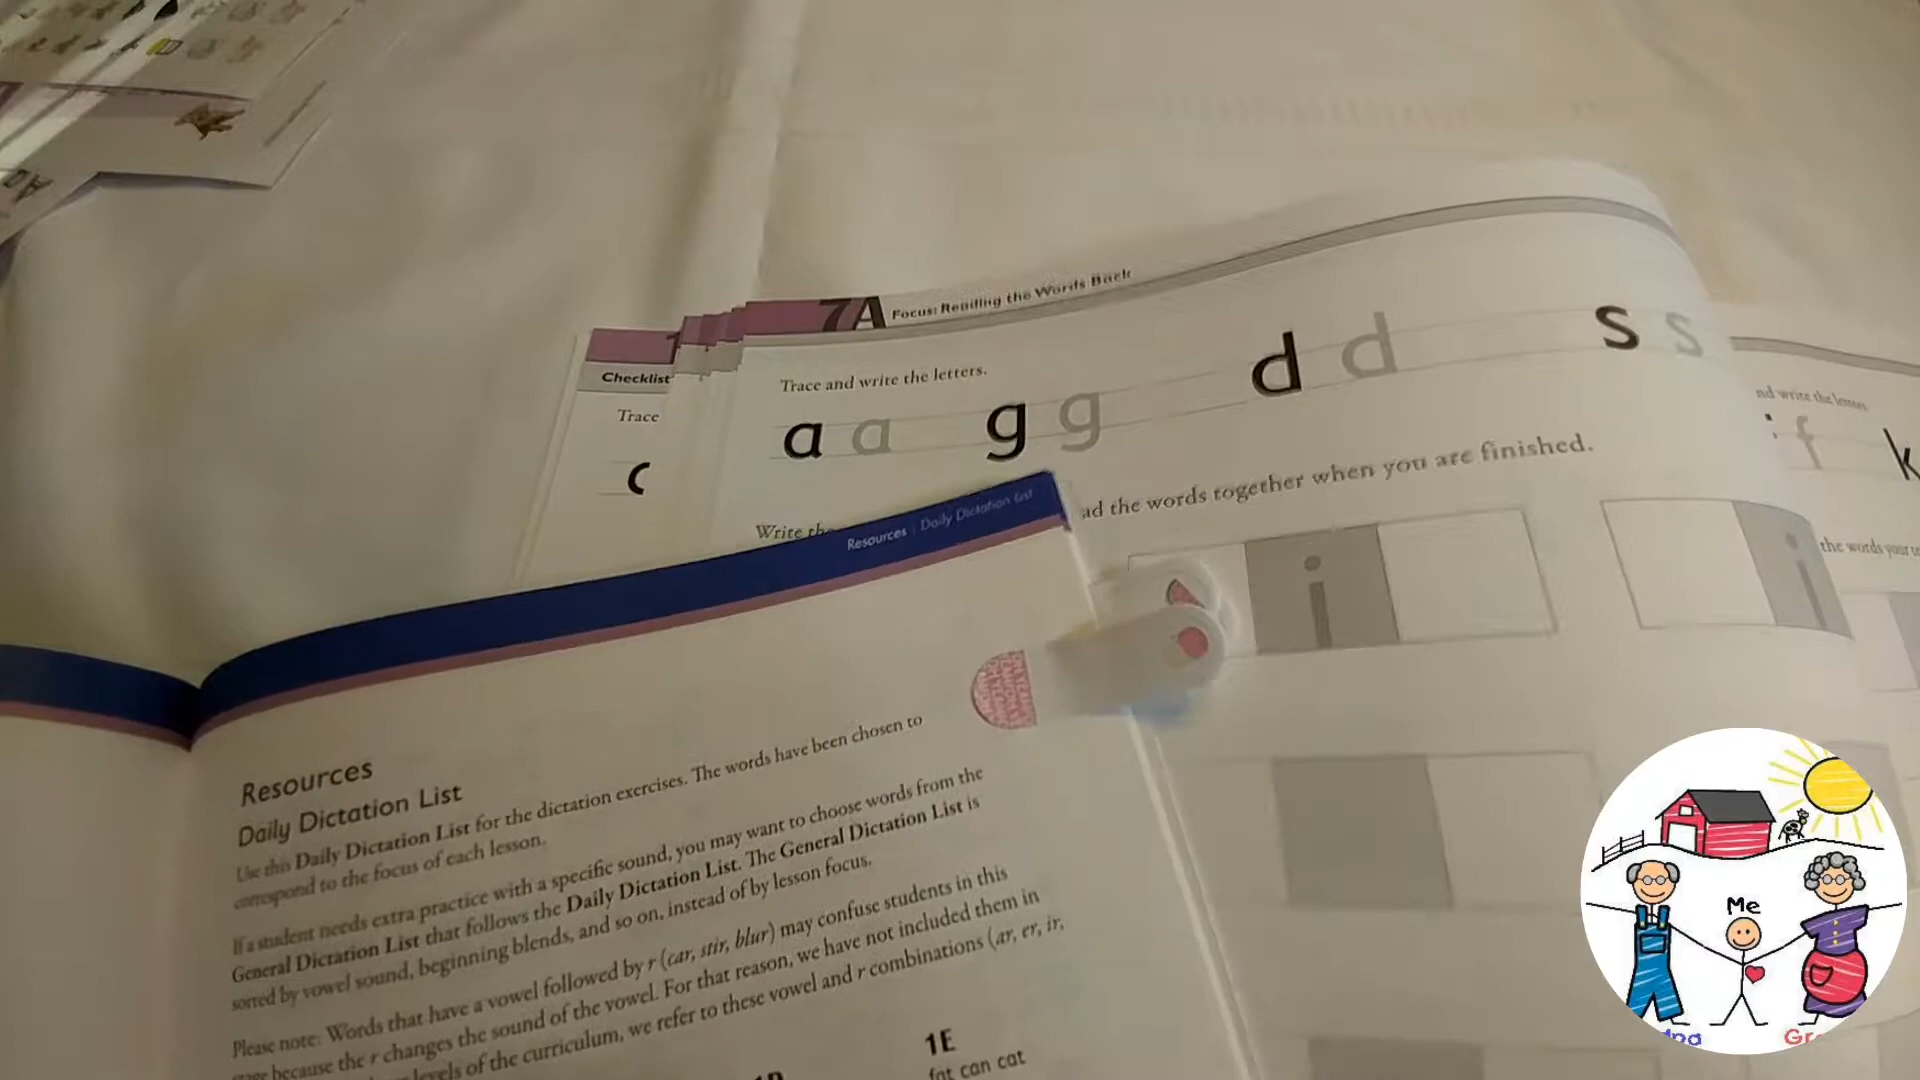 7A Focus: Reading the Words Back
Checklist
Trace
c
Trace and write the letters.
a a g g d d s s
Write the
ad the words together when you are finished.
i i
nd write the letters
f k
the words your
Resources Daily Dictation List
Resources
Daily Dictation List
Use this Daily Dictation List for the dictation exercises. The words have been chosen to
correspond to the focus of each lesson.
If a student needs extra practice with a specific sound, you may want to choose words from the
General Dictation List that follows the Daily Dictation List. The General Dictation List is
sorted by vowel sound, beginning blends, and so on, instead of by lesson focus.
Please note: Words that have a vowel followed by r (car, stir, blur) may confuse students in this
stage because the r changes the sound of the vowel. For that reason, we have not included them in
levels of the curriculum, we refer to these vowel and r combinations (ar, er, ir,
1E
fat can cat
Me